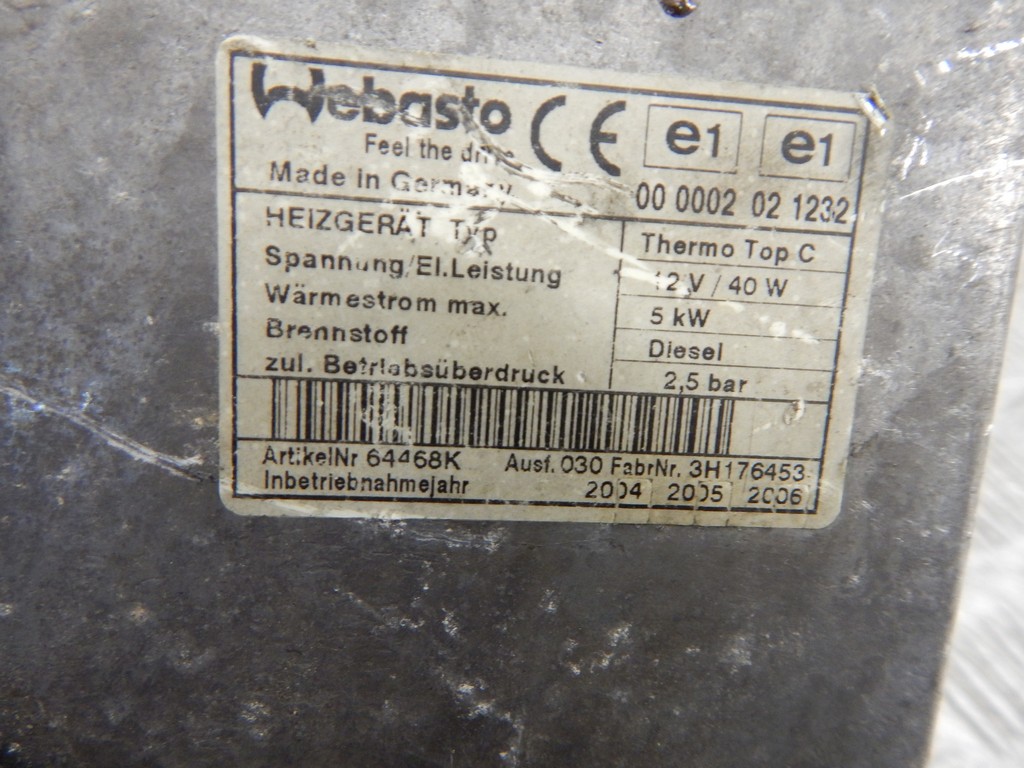 Webasto
Feel the drive
CE e1 e1
Made in Germany
00 0002 02 1232
HEIZGERÄT TYP Thermo Top C
Spannung/El.Leistung 12 V / 40 W
Wärmestrom max. 5 kW
Brennstoff Diesel
zul. Betriebsüberdruck 2,5 bar
ArtikelNr 64468K Ausf. 030 FabrNr. 3H176453
Inbetriebnahmejahr 2004 2005 2006